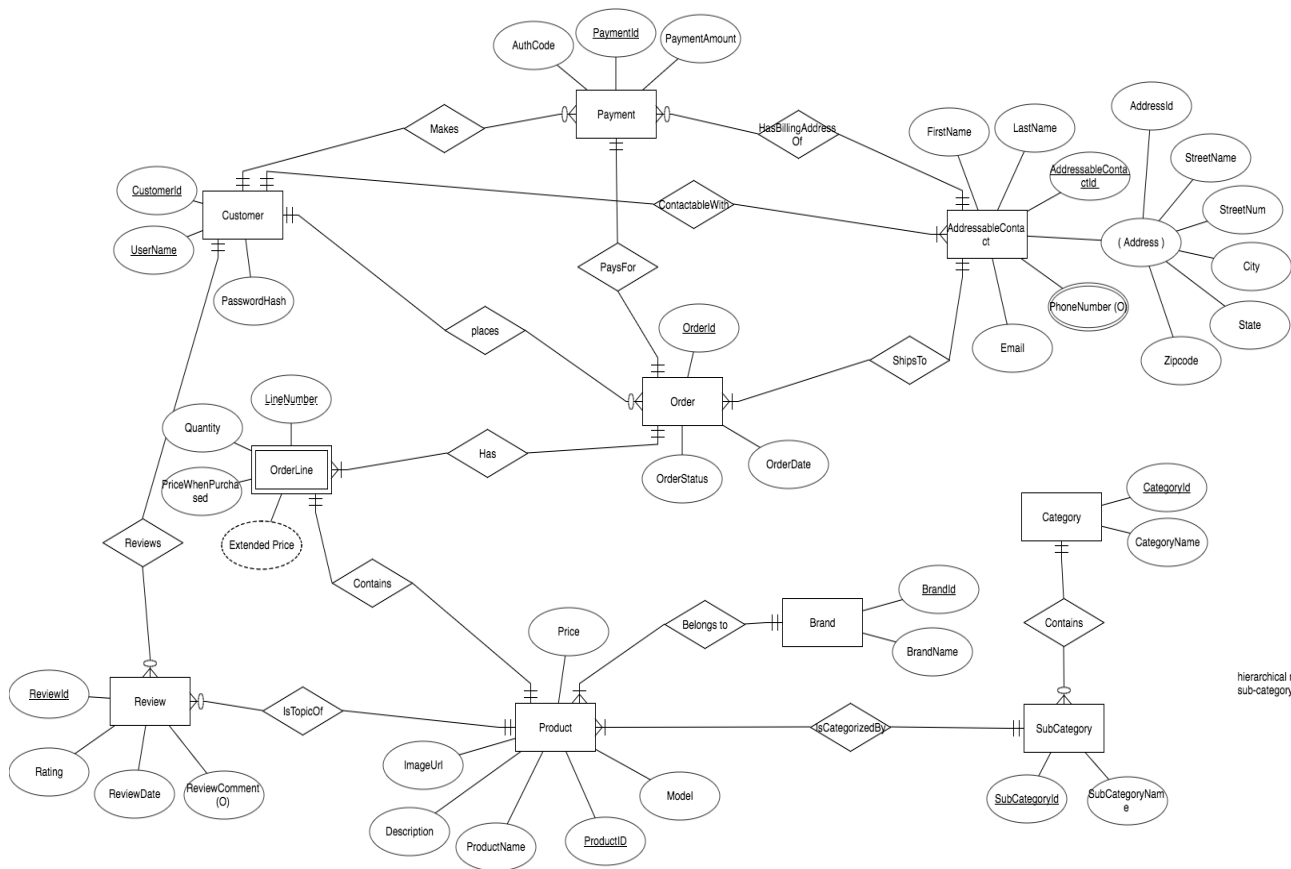 PaymentId
AuthCode
PaymentAmount
Payment
Makes
HasBillingAddress
Of
FirstName
LastName
AddressId
StreetName
AddressableConta
ctId
CustomerId
Customer
UserName
PasswordHash
ContactableWith
AddressableConta
ct
( Address )
StreetNum
City
State
Zipcode
PhoneNumber (O)
Email
PaysFor
places
OrderId
ShipsTo
Order
OrderStatus
OrderDate
LineNumber
Quantity
OrderLine
PriceWhenPurcha
sed
Extended Price
Has
Reviews
Contains
Category
CategoryId
CategoryName
Contains
Price
Belongs to
Brand
BrandId
BrandName
hierarchical
sub-category
ReviewId
Review
IsTopicOf
Product
IsCategorizedBy
SubCategory
Rating
ReviewDate
ReviewComment
(O)
ImageUrl
Description
ProductName
ProductID
Model
SubCategoryId
SubCategoryNam
e